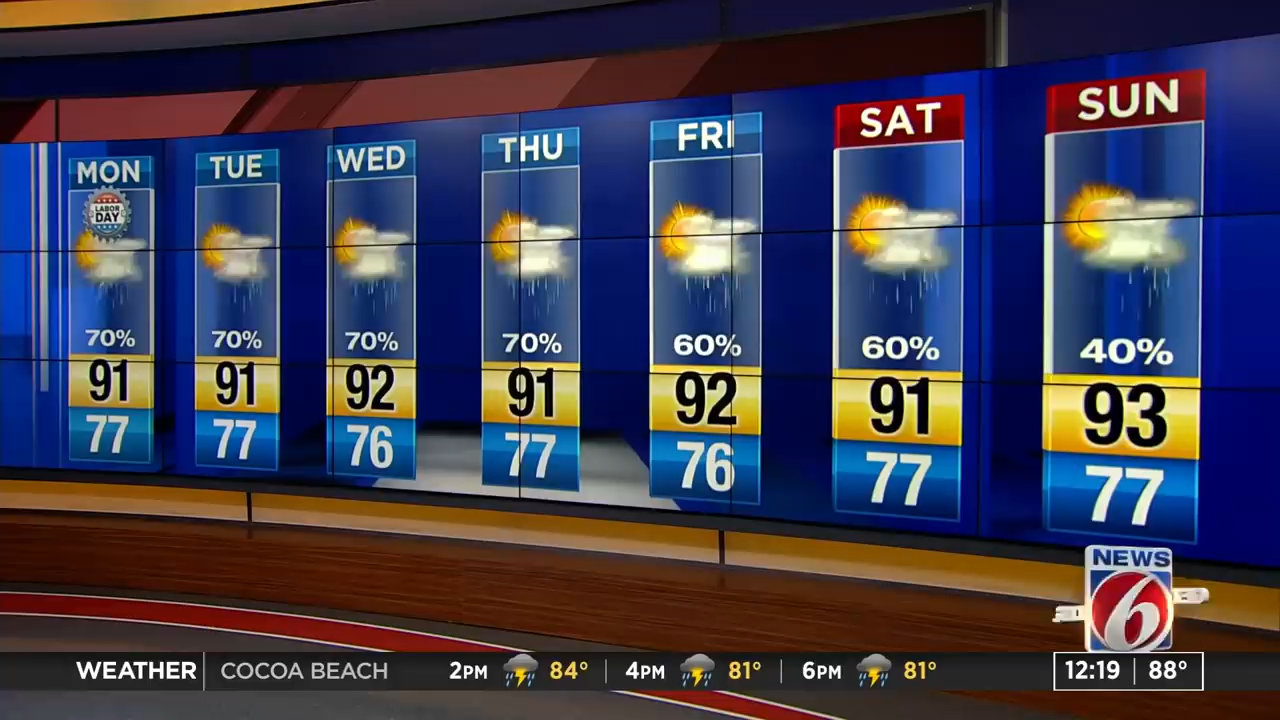 MON
LABOR
DAY
70%
91
77
TUE
70%
91
77
WED
70%
92
76
THU
70%
91
77
FRI
60%
92
76
SAT
60%
91
77
SUN
40%
93
77
NEWS
6
WEATHER COCOA BEACH 2PM 84° 4PM 81° 6PM 81° 12:19 88°